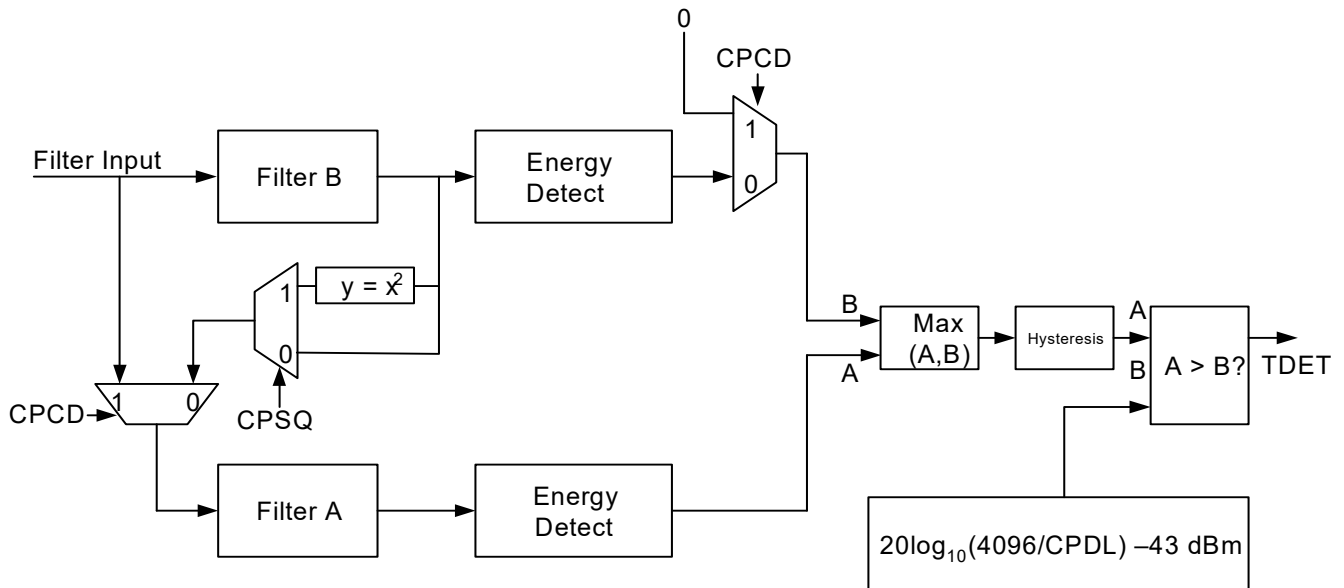 0
CPCD
1
0
Filter Input
Filter B
Energy
Detect
1
y = x²
0
B
A
Max
(A,B)
Hysteresis
A
B
A > B?
TDET
CPCD
1
0
CPSQ
Filter A
Energy
Detect
20log₁₀(4096/CPDL) –43 dBm